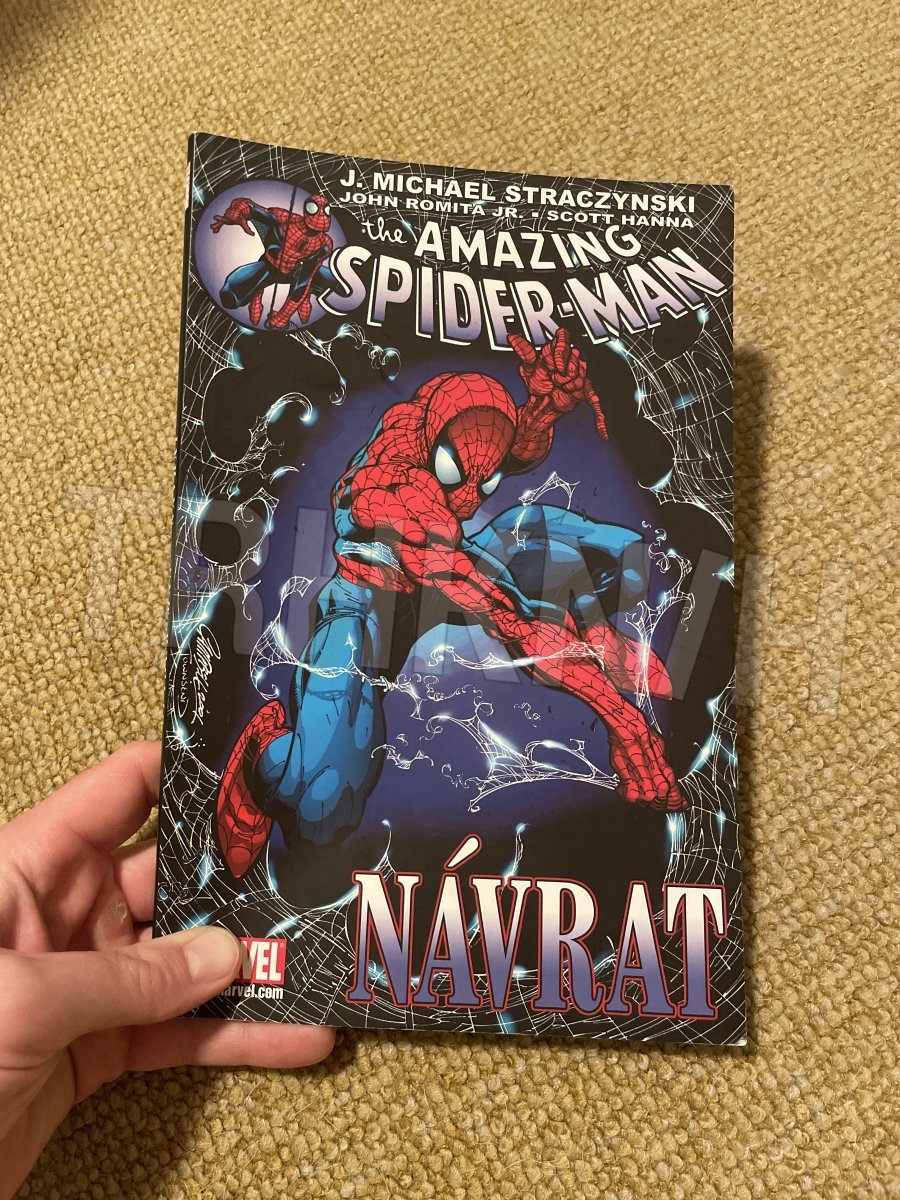 J. MICHAEL STRACZYNSKI
JOHN ROMITA JR. - SCOTT HANNA
the AMAZING
SPIDER-MAN
NÁVRAT